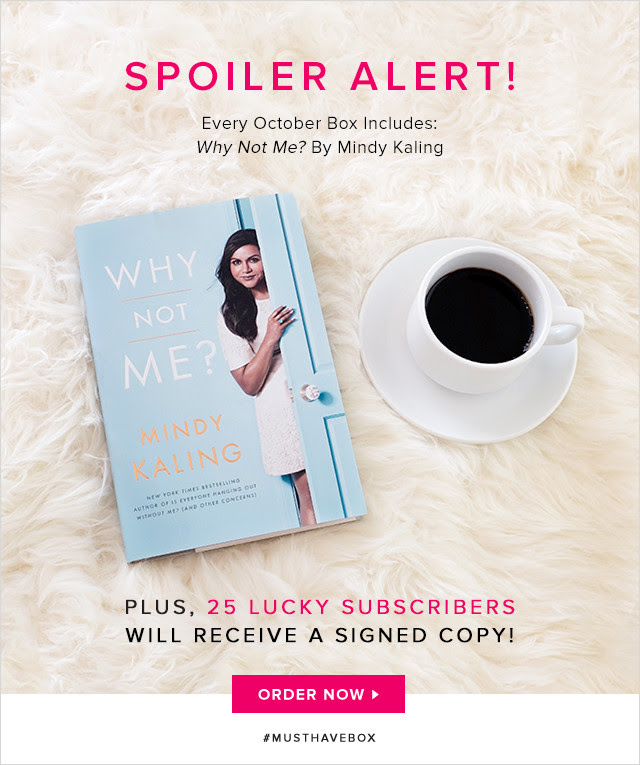 SPOILER ALERT!
Every October Box Includes:
Why Not Me? By Mindy Kaling
WHY
NOT
ME?
MINDY
KALING
NEW YORK TIMES BESTSELLING
AUTHOR OF IS EVERYONE HANGING OUT
WITHOUT ME? (AND OTHER CONCERNS)
PLUS, 25 LUCKY SUBSCRIBERS
WILL RECEIVE A SIGNED COPY!
ORDER NOW
#MUSTHAVEBOX